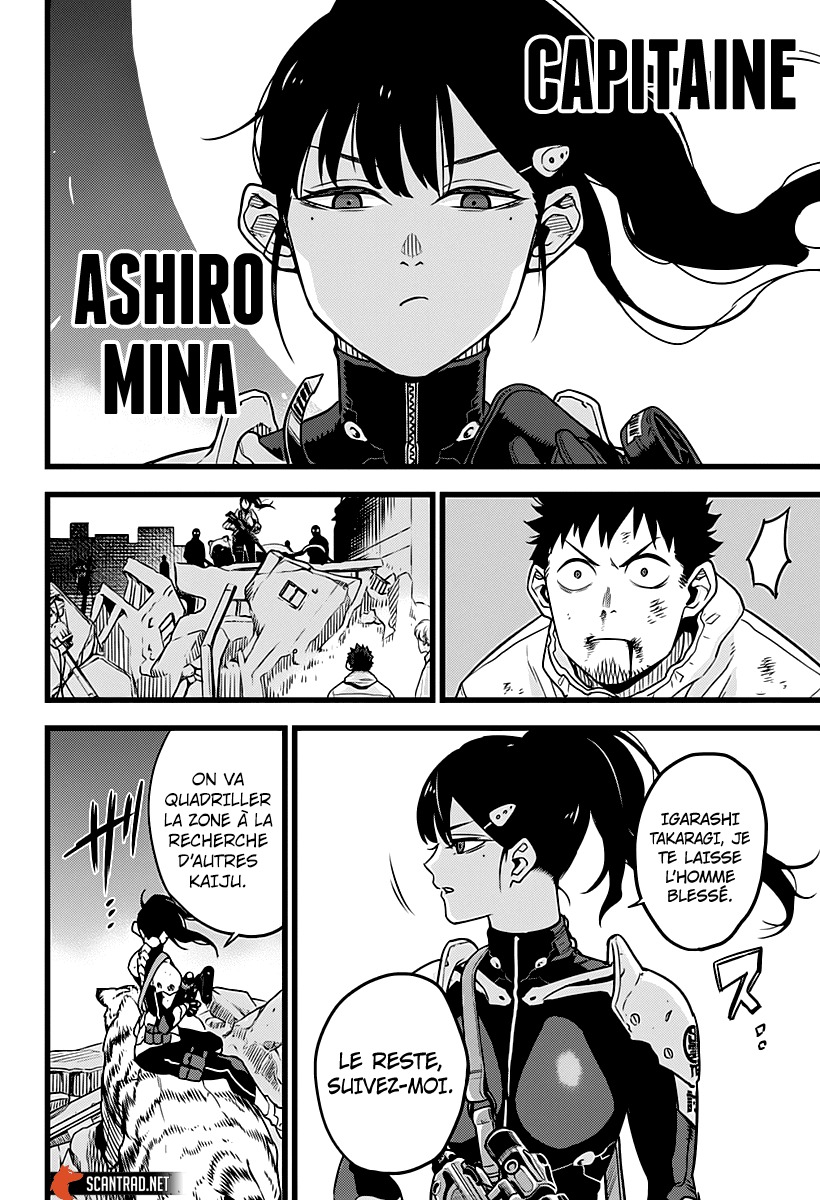 CAPITAINE
ASHIRO
MINA
IGARASHI
TAKARAGI, JE
TE LAISSE
L'HOMME
BLESSÉ.
ス
LE RESTE,
SUIVEZ-MOI.
ON VA
QUADRILLER
LA ZONE À LA
RECHERCHE
D'AUTRES
KAIJU.
SCANTRAD.NET